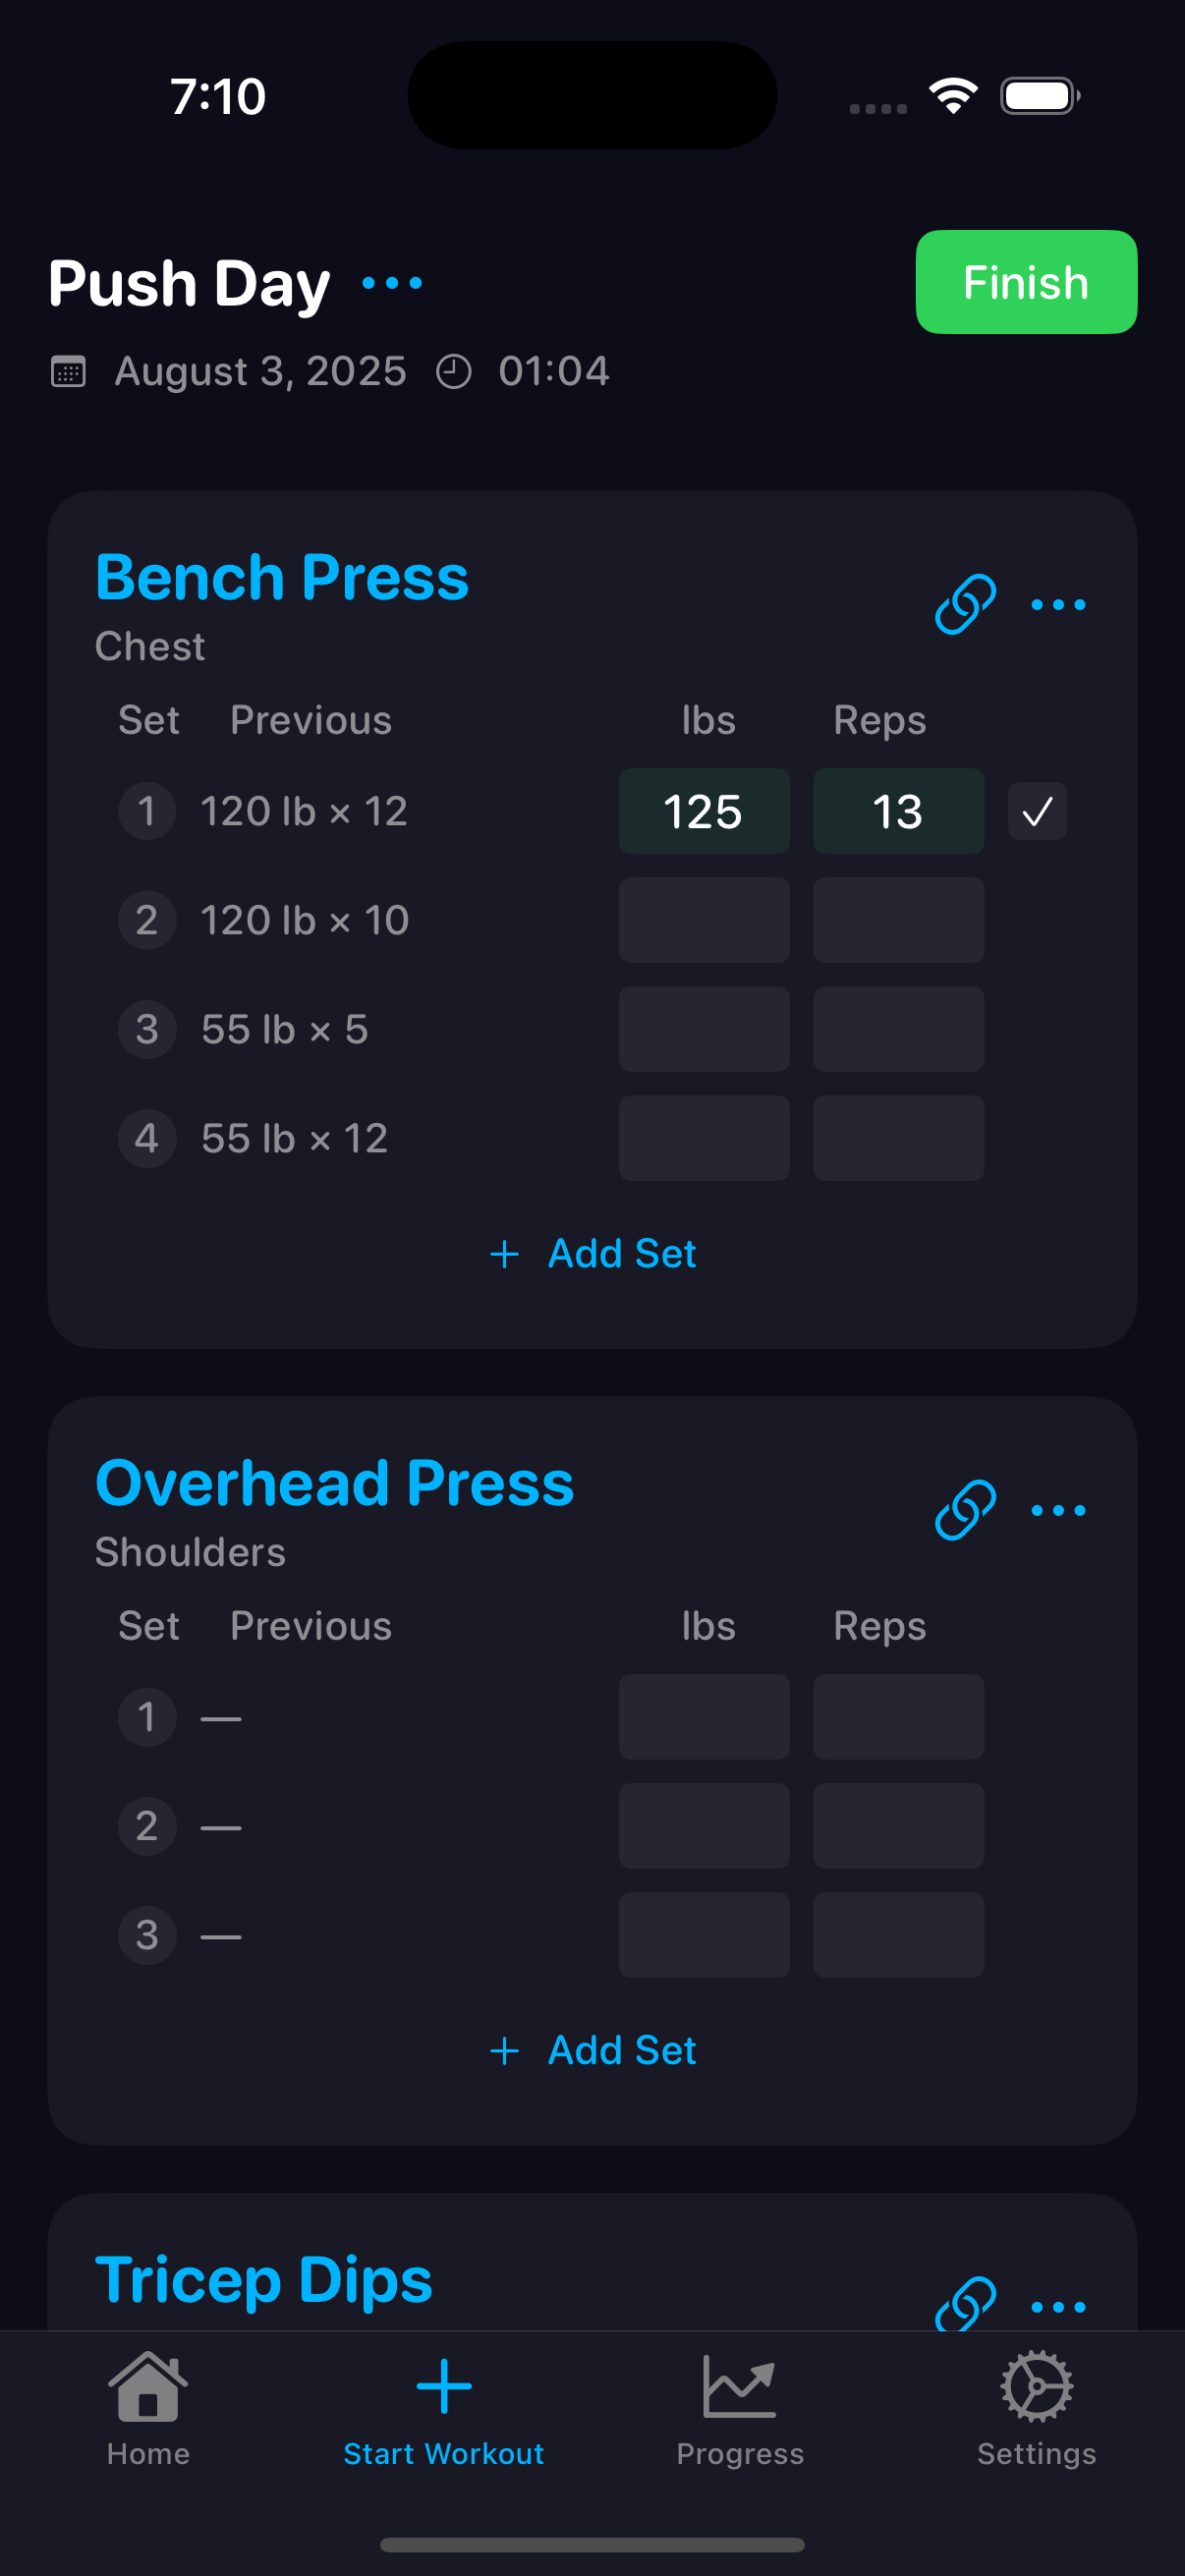 7:10
Push Day
Finish
August 3, 2025 01:04
Bench Press
Chest
Set Previous lbs Reps
1 120 lb × 12 125 13
2 120 lb × 10
3 55 lb × 5
4 55 lb × 12
+ Add Set
Overhead Press
Shoulders
Set Previous lbs Reps
1 —
2 —
3 —
+ Add Set
Tricep Dips
Home Start Workout Progress Settings